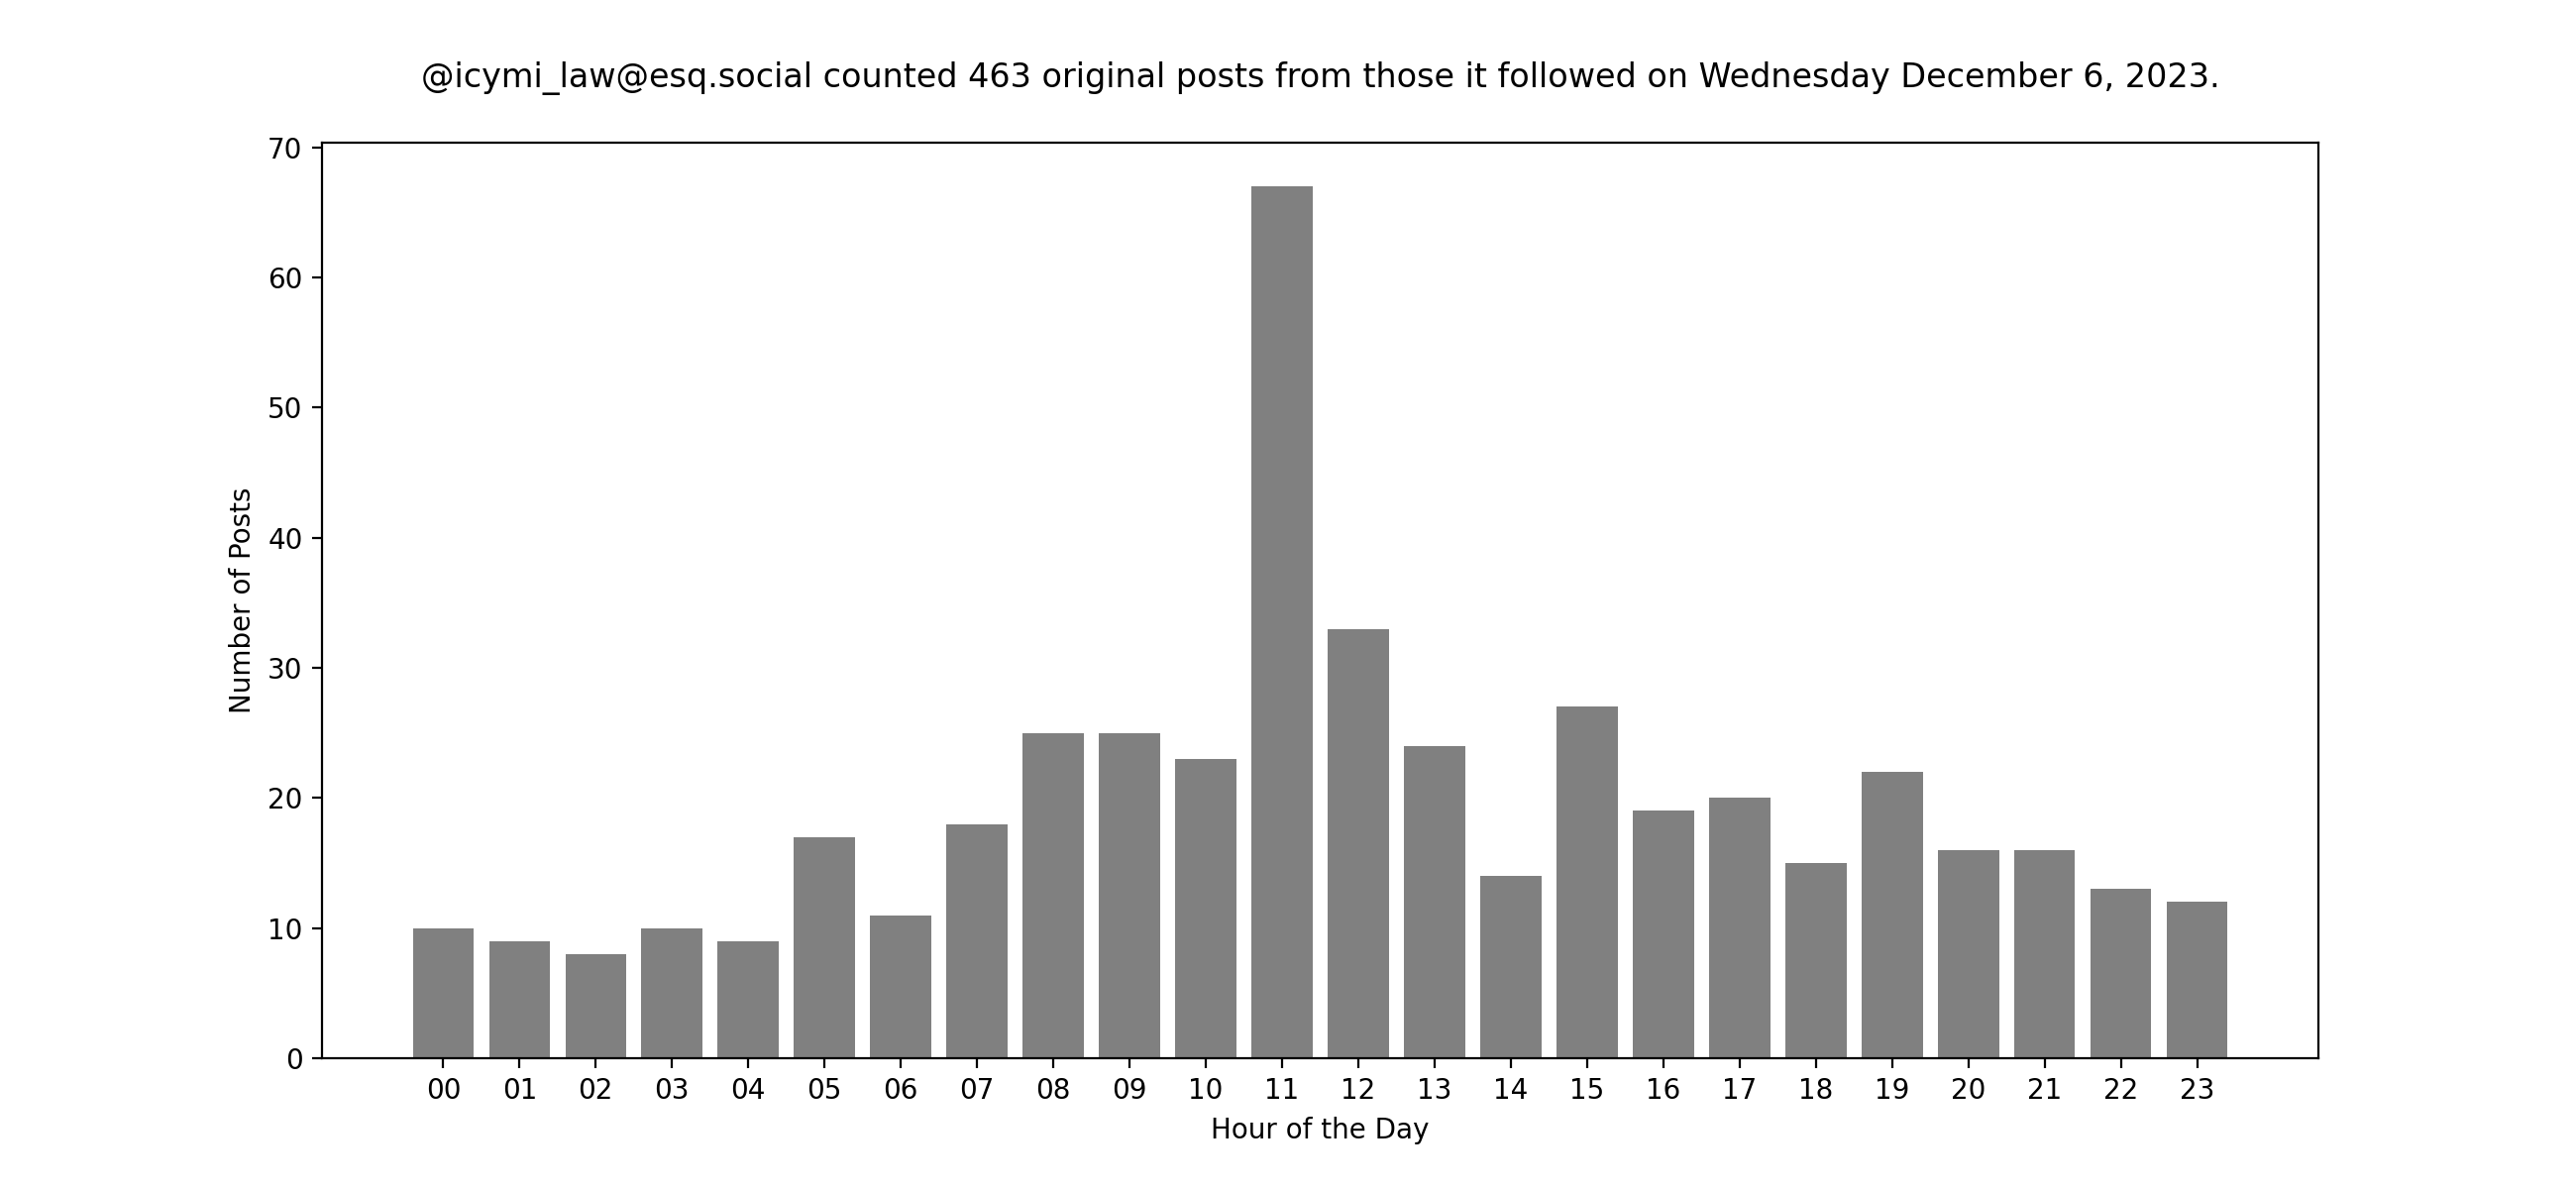 @icymi_law@esq.social counted 463 original posts from those it followed on Wednesday December 6, 2023.
70
60
50
40
30
20
10
0
Number of Posts
00 01 02 03 04 05 06 07 08 09 10 11 12 13 14 15 16 17 18 19 20 21 22 23
Hour of the Day